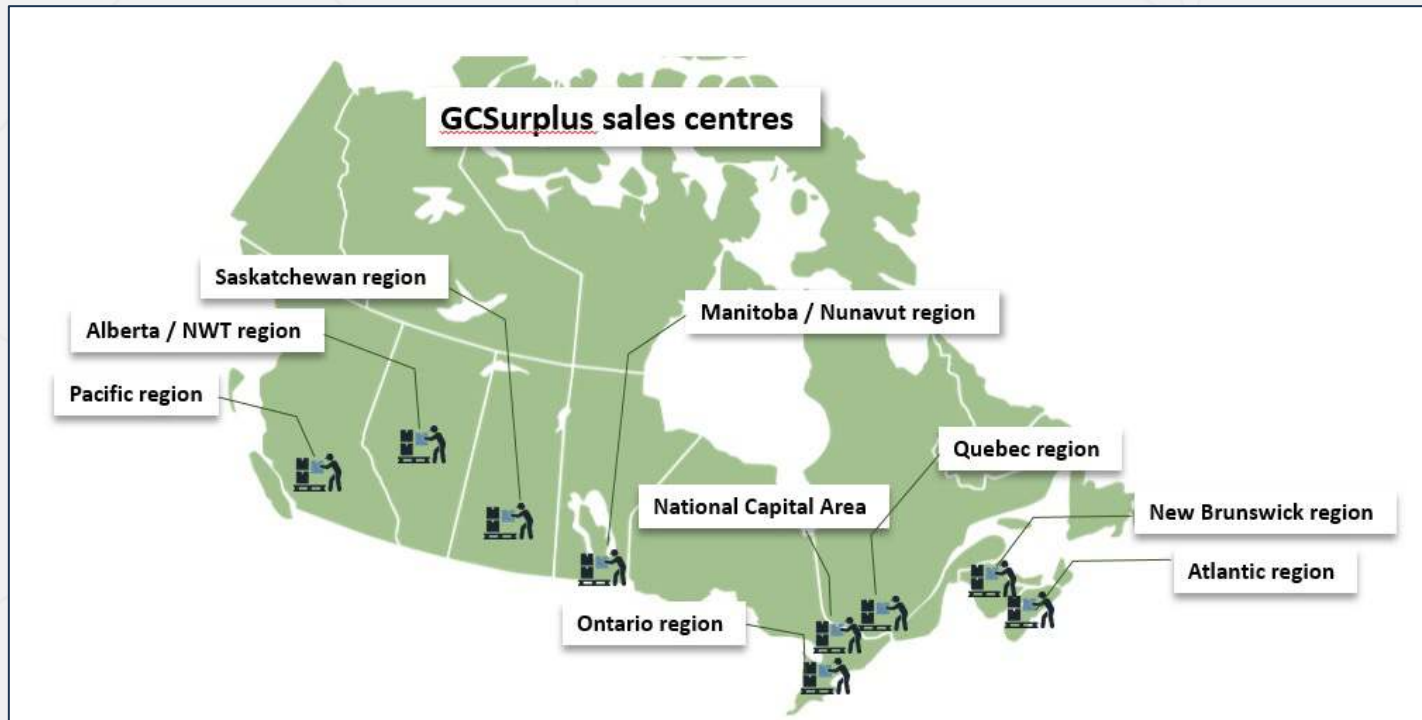 GCSurplus sales centres
Saskatchewan region
Manitoba / Nunavut region
Alberta / NWT region
Pacific region
Quebec region
National Capital Area
New Brunswick region
Atlantic region
Ontario region